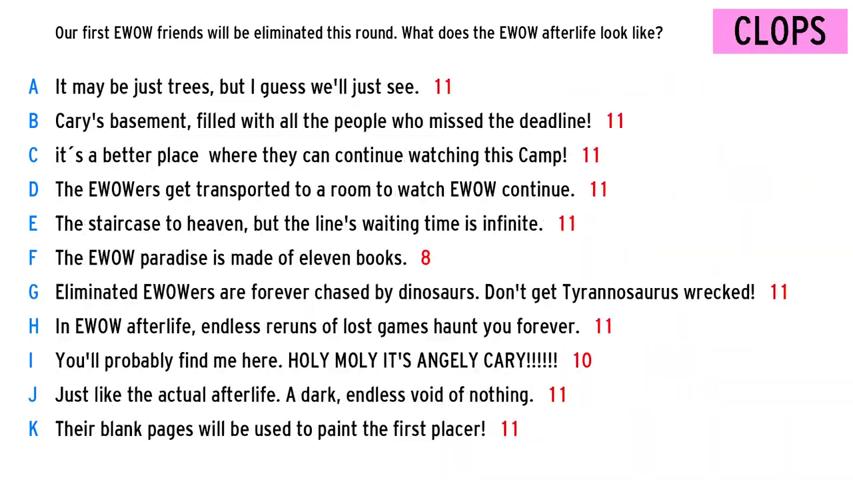 Our first EWOW friends will be eliminated this round. What does the EWOW afterlife look like?
CLOPS
A It may be just trees, but I guess we'll just see. 11
B Cary's basement, filled with all the people who missed the deadline! 11
C it´s a better place  where they can continue watching this Camp! 11
D The EWOWers get transported to a room to watch EWOW continue. 11
E The staircase to heaven, but the line's waiting time is infinite. 11
F The EWOW paradise is made of eleven books. 8
G Eliminated EWOWers are forever chased by dinosaurs. Don't get Tyrannosaurus wrecked! 11
H In EWOW afterlife, endless reruns of lost games haunt you forever. 11
I You'll probably find me here. HOLY MOLY IT'S ANGELY CARY!!!!!! 10
J Just like the actual afterlife. A dark, endless void of nothing. 11
K Their blank pages will be used to paint the first placer! 11